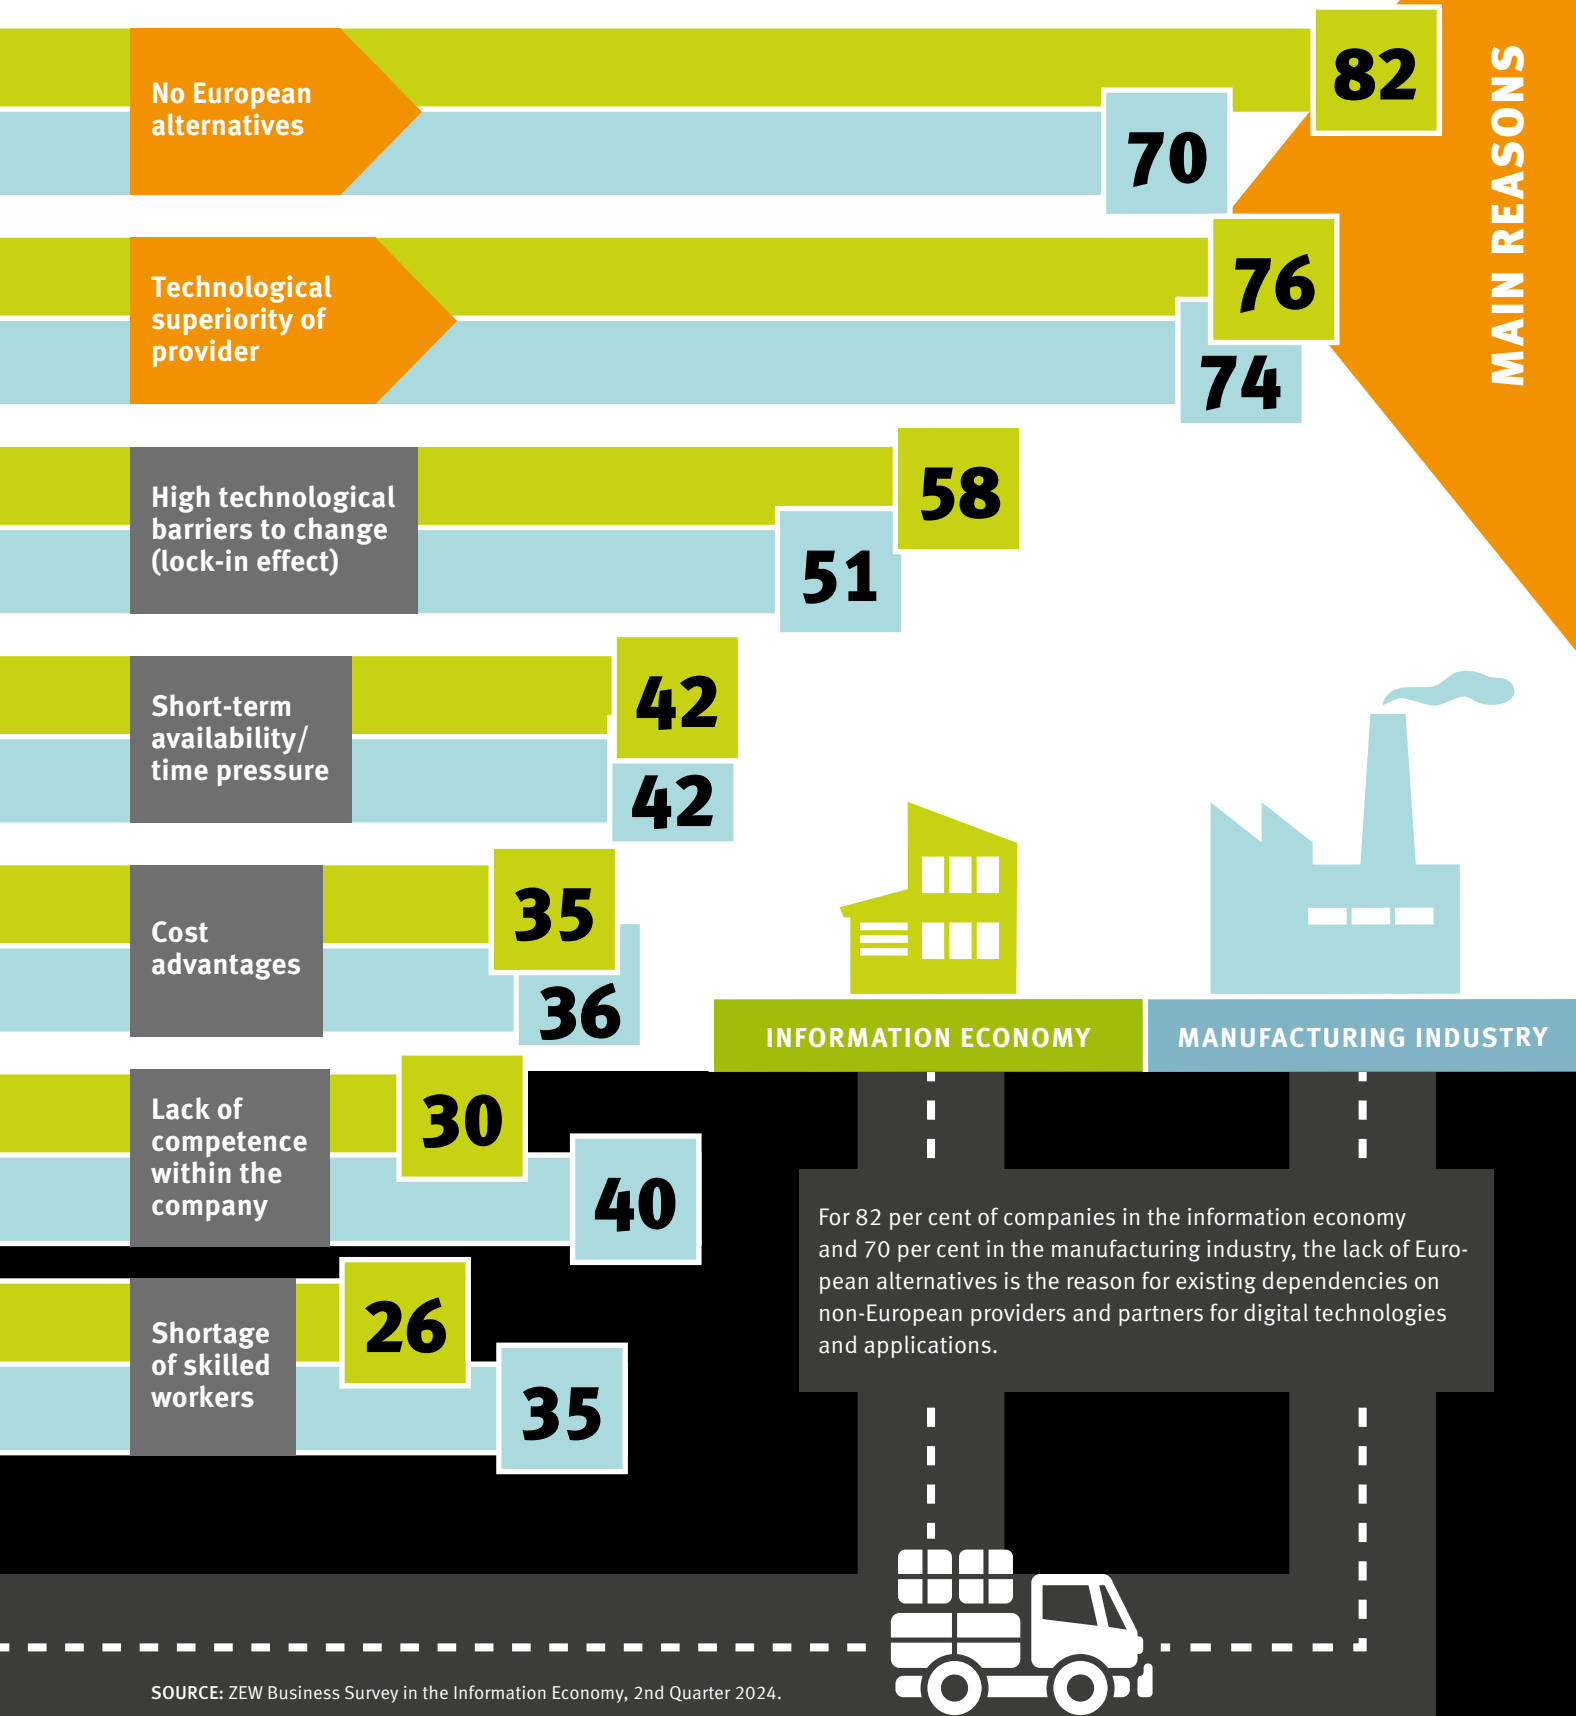 MAIN REASONS
No European
alternatives
82
70
Technological
superiority of
provider
76
74
High technological
barriers to change
(lock-in effect)
58
51
Short-term
availability/
time pressure
42
42
Cost
advantages
35
36
INFORMATION ECONOMY
MANUFACTURING INDUSTRY
Lack of
competence
within the
company
30
40
Shortage
of skilled
workers
26
35
For 82 per cent of companies in the information economy
and 70 per cent in the manufacturing industry, the lack of Euro-
pean alternatives is the reason for existing dependencies on
non-European providers and partners for digital technologies
and applications.
SOURCE: ZEW Business Survey in the Information Economy, 2nd Quarter 2024.